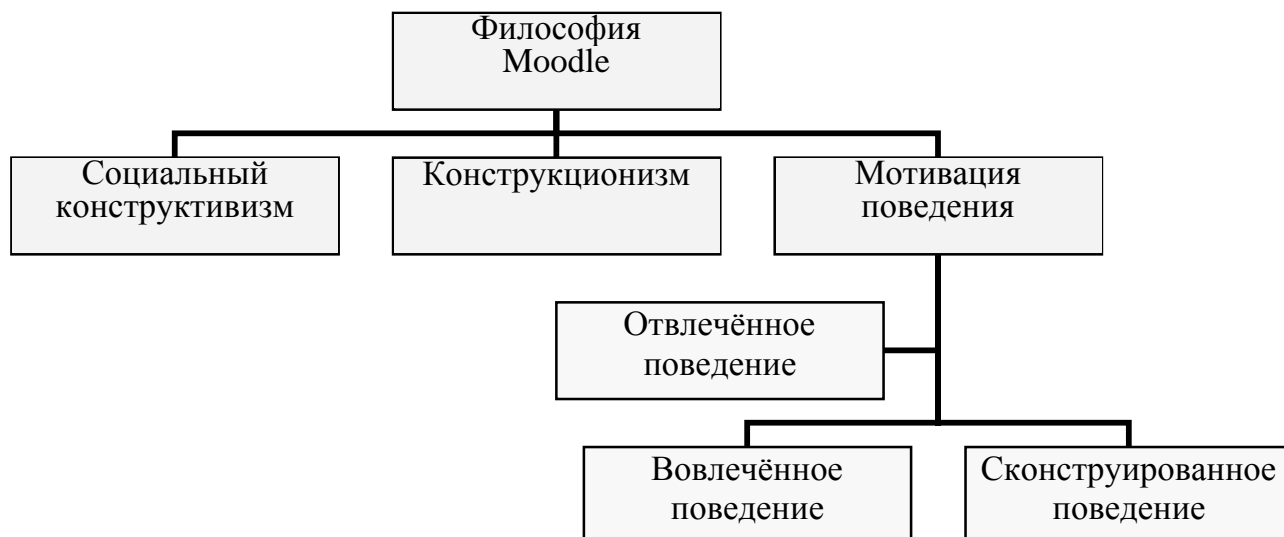 Философия
Moodle
Социальный
конструктивизм
Конструкционизм
Мотивация
поведения
Отвлечённое
поведение
Вовлечённое
поведение
Сконструированное
поведение